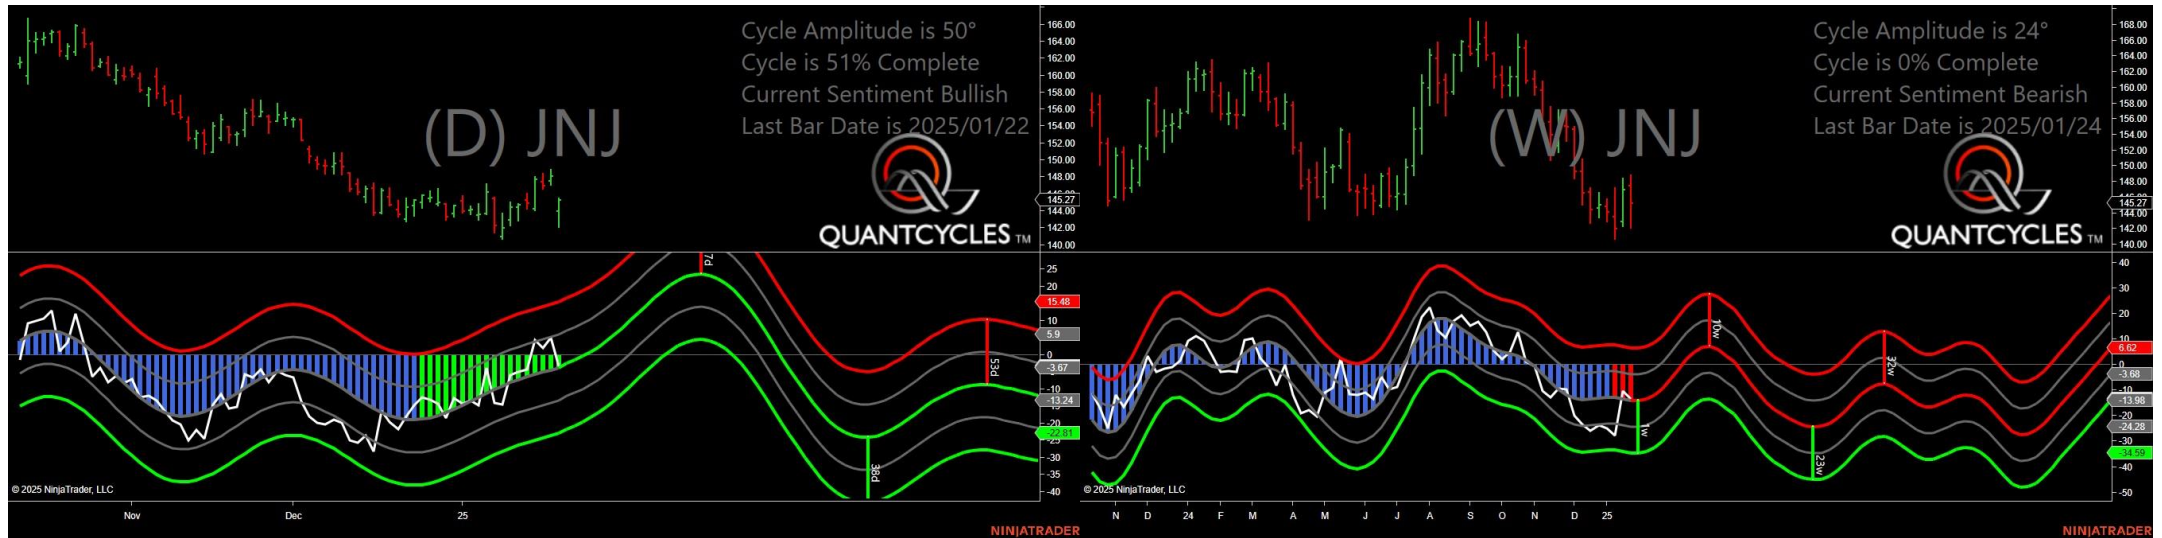 Cycle Amplitude is 50°
Cycle is 51% Complete
Current Sentiment Bullish
Last Bar Date is 2025/01/22
(D) JNJ
QUANTCYCLES TM
166.00
164.00
162.00
160.00
158.00
156.00
154.00
152.00
150.00
148.00
145.27
144.00
142.00
140.00
7d
38d
53d
25
20
15.48
10
5.9
0
-3.67
-10
-13.24
-20
-22.81
-30
-35
-40
© 2025 NinjaTrader, LLC
Nov
Dec
25
NINJATRADER
Cycle Amplitude is 24°
Cycle is 0% Complete
Current Sentiment Bearish
Last Bar Date is 2025/01/24
(W) JNJ
QUANTCYCLES TM
168.00
166.00
164.00
162.00
160.00
158.00
156.00
154.00
152.00
150.00
148.00
145.27
144.00
142.00
140.00
1w
10w
23w
32w
40
30
20
10
6.62
0
-3.68
-10
-13.98
-20
-24.28
-30
-34.59
-40
-50
© 2025 NinjaTrader, LLC
N D 24 F M A M J J A S O N D 25
NINJATRADER